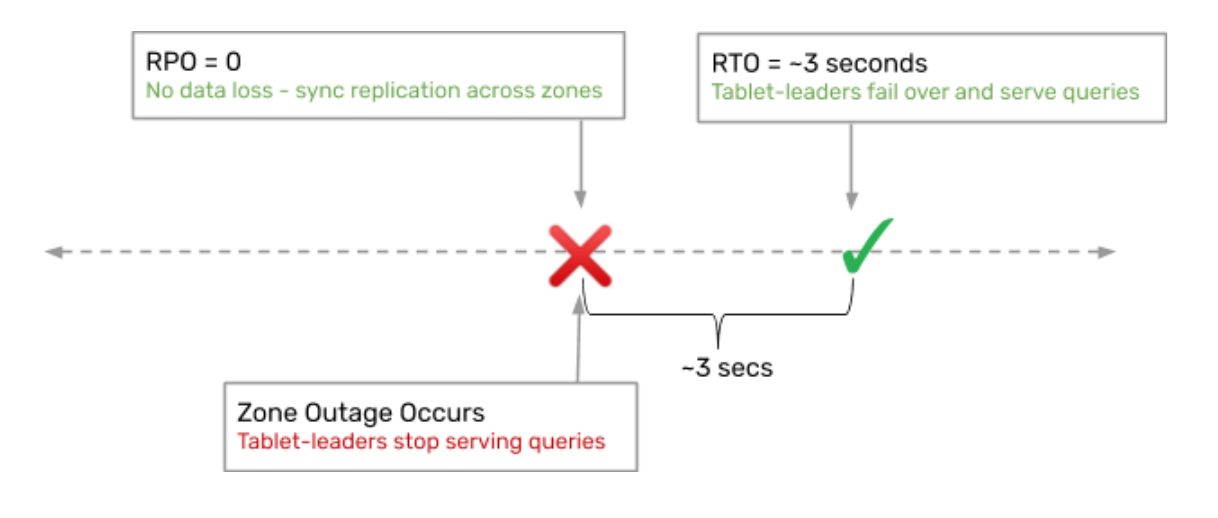 RPO = 0
No data loss - sync replication across zones
RTO = ~3 seconds
Tablet-leaders fail over and serve queries
~3 secs
Zone Outage Occurs
Tablet-leaders stop serving queries